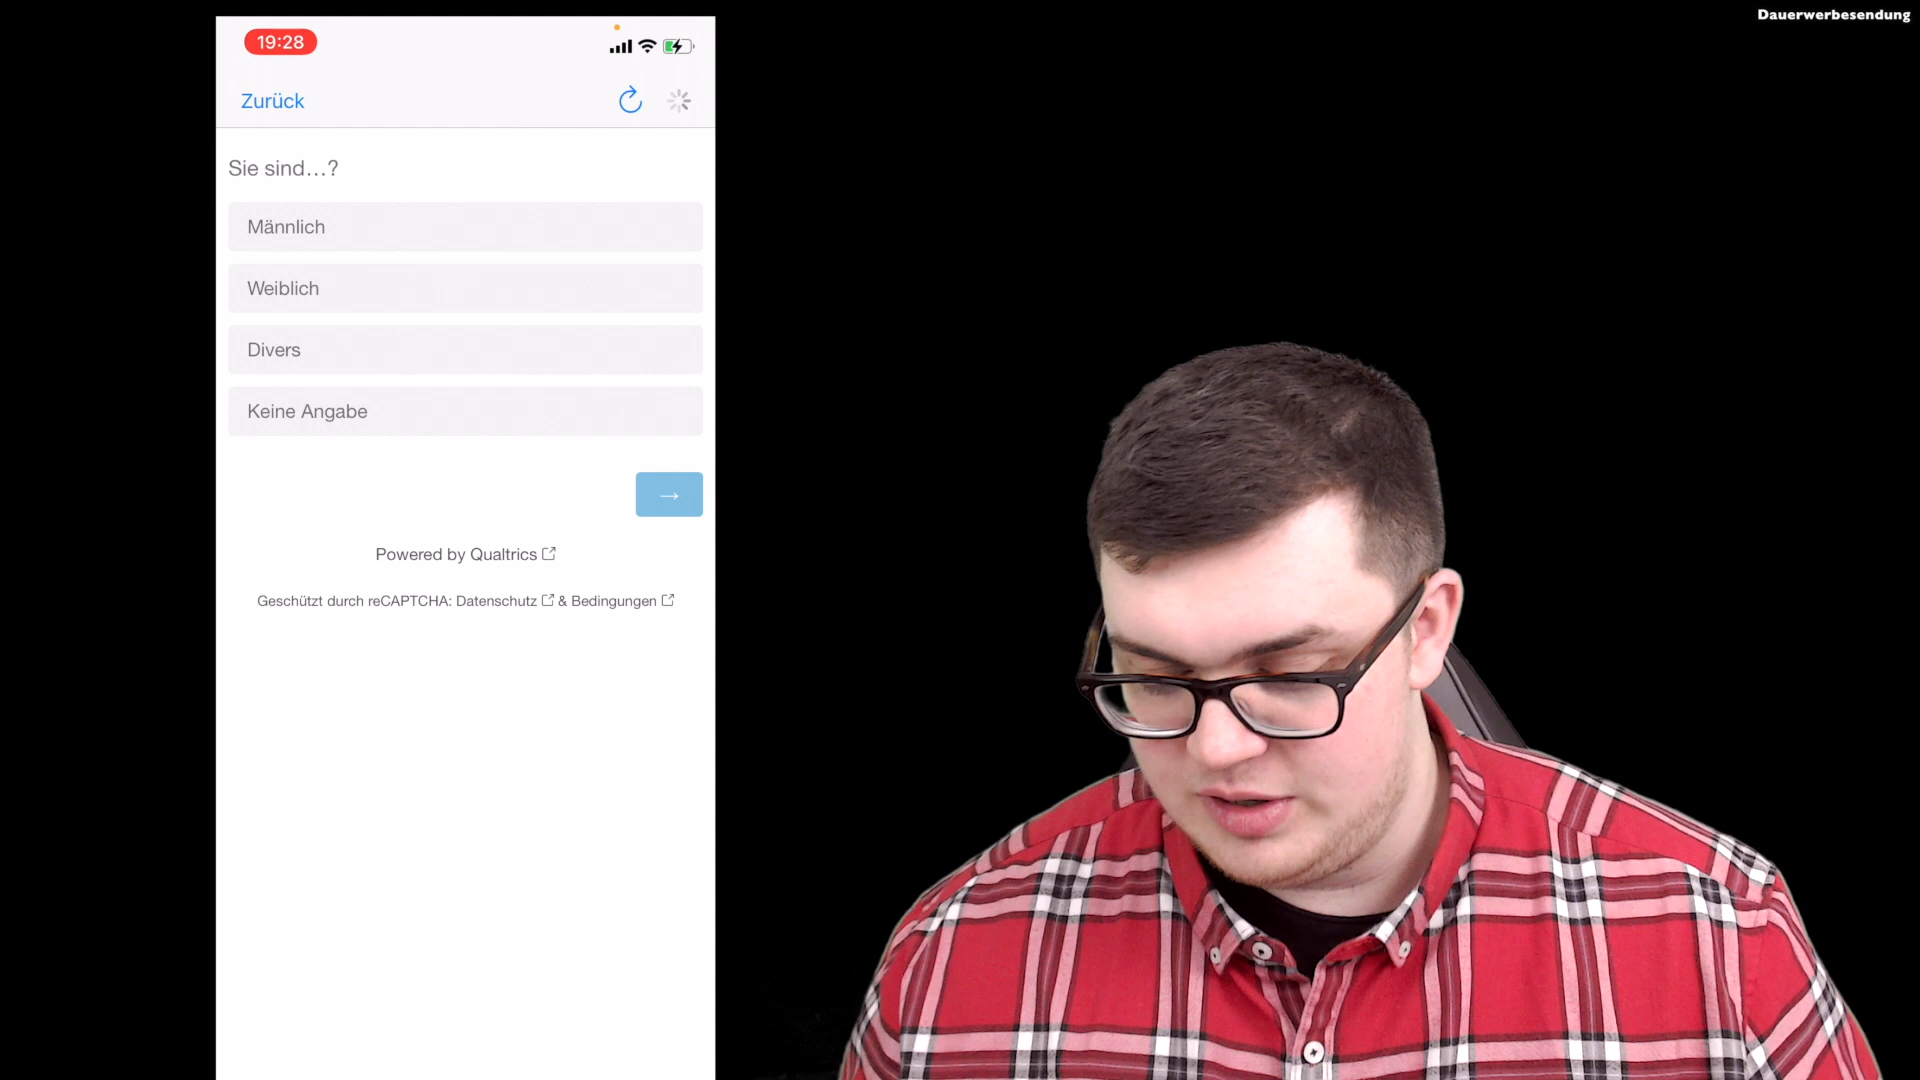 Dauerwerbesendung
19:28
Zurück
Sie sind...?
Männlich
Weiblich
Divers
Keine Angabe
→
Powered by Qualtrics
Geschützt durch reCAPTCHA: Datenschutz & Bedingungen